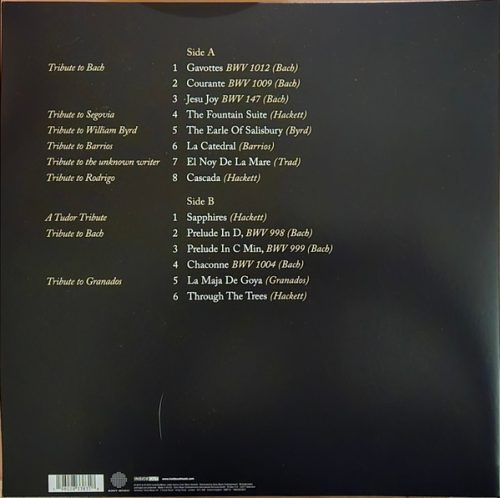 Side A
Tribute to Bach 1 Gavottes BWV 1012 (Bach)
2 Courante BWV 1009 (Bach)
3 Jesu Joy BWV 147 (Bach)
Tribute to Segovia 4 The Fountain Suite (Hackett)
Tribute to William Byrd 5 The Earle Of Salisbury (Byrd)
Tribute to Barrios 6 La Catedral (Barrios)
Tribute to the unknown writer 7 El Noy De La Mare (Trad)
Tribute to Rodrigo 8 Cascada (Hackett)
Side B
A Tudor Tribute 1 Sapphires (Hackett)
Tribute to Bach 2 Prelude In D, BWV 998 (Bach)
3 Prelude In C Min, BWV 999 (Bach)
4 Chaconne BWV 1004 (Bach)
Tribute to Granados 5 La Maja De Goya (Granados)
6 Through The Trees (Hackett)
INSIDEOUT
SONY MUSIC